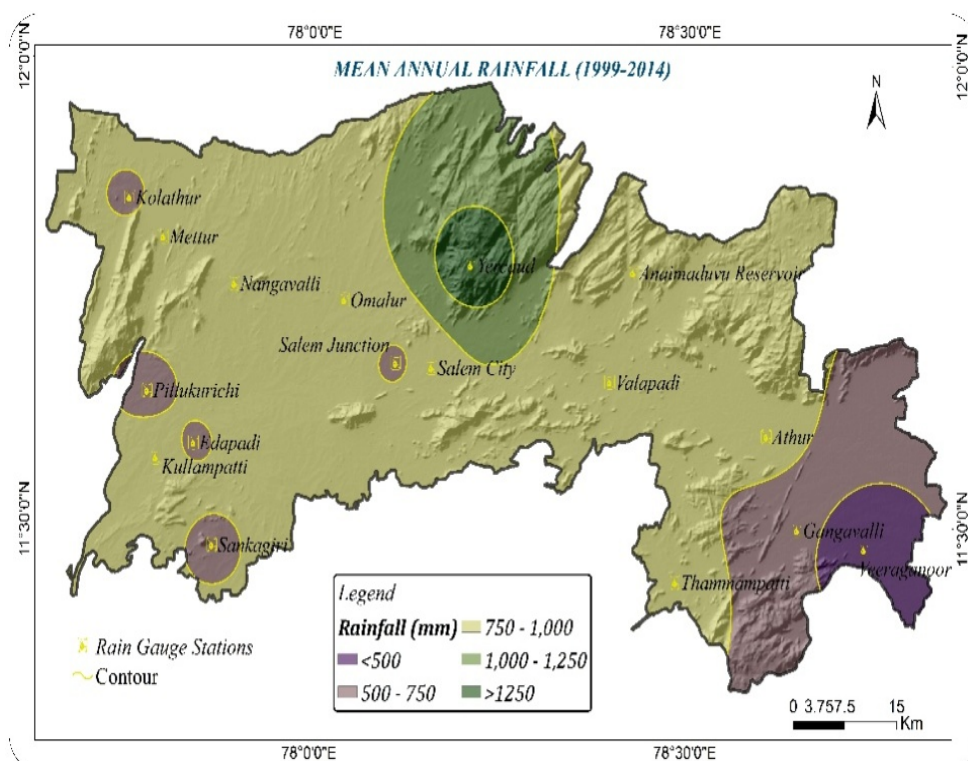 78°0'0"E
78°30'0"E
12°0'0"N
12°0'0"N
MEAN ANNUAL RAINFALL (1999-2014)
N
Kolathur
Mettur
Yercaud
Anaimaduvu Reservoir
Nangavalli
Omalur
Salem Junction
Salem City
Pillukurichi
Valapadi
Edapadi
Athur
Kullampatti
11°30'0"N
11°30'0"N
Gangavalli
Sankagiri
Veeraganoor
Thammampatti
Legend
Rainfall (mm)
<500
500 - 750
750 - 1,000
1,000 - 1,250
>1250
Rain Gauge Stations
Contour
0 3.757.5 15
Km
78°0'0"E
78°30'0"E